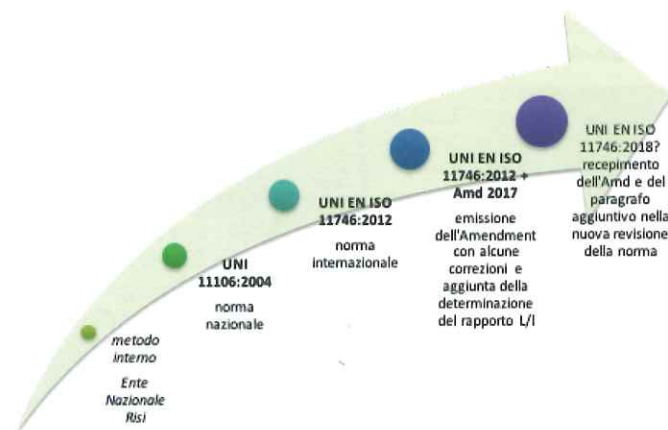 metodo
interno
Ente
Nazionale
Risi
UNI
11106:2004
norma
nazionale
UNI EN ISO
11746:2012
norma
internazionale
UNI EN ISO
11746:2012 +
Amd 2017
emissione
dell'Amendment
con alcune
correzioni e
aggiunta della
determinazione
del rapporto L/l
UNI EN ISO
11746:2018?
recepimento
dell'Amd e del
paragrafo
aggiuntivo nella
nuova revisione
della norma